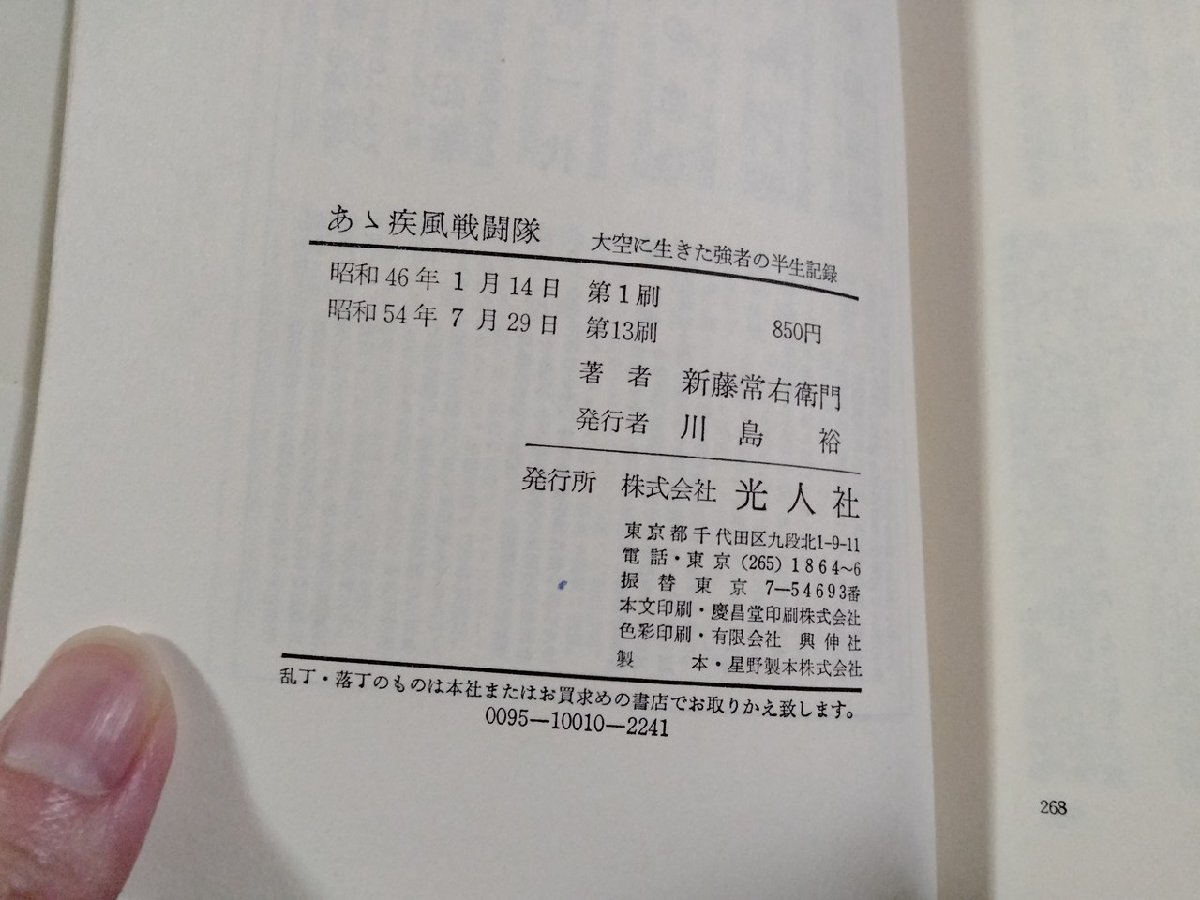 あゝ疾風戦闘隊　大空に生きた強者の半生記録
昭和46年 1 月14日　第1刷
昭和54年 7 月29日　第13刷　850円
著　者　新藤常右衛門
発行者　川　島　裕
発行所　株式会社　光人社
東京都千代田区九段北1-9-11
電話・東京(265)1864～6
振替東京　7―54693番
本文印刷・慶昌堂印刷株式会社
色彩印刷・有限会社　興伸社
製　本・星野製本株式会社
乱丁・落丁のものは本社またはお買求めの書店でお取りかえ致します。
0095―10010―2241
268